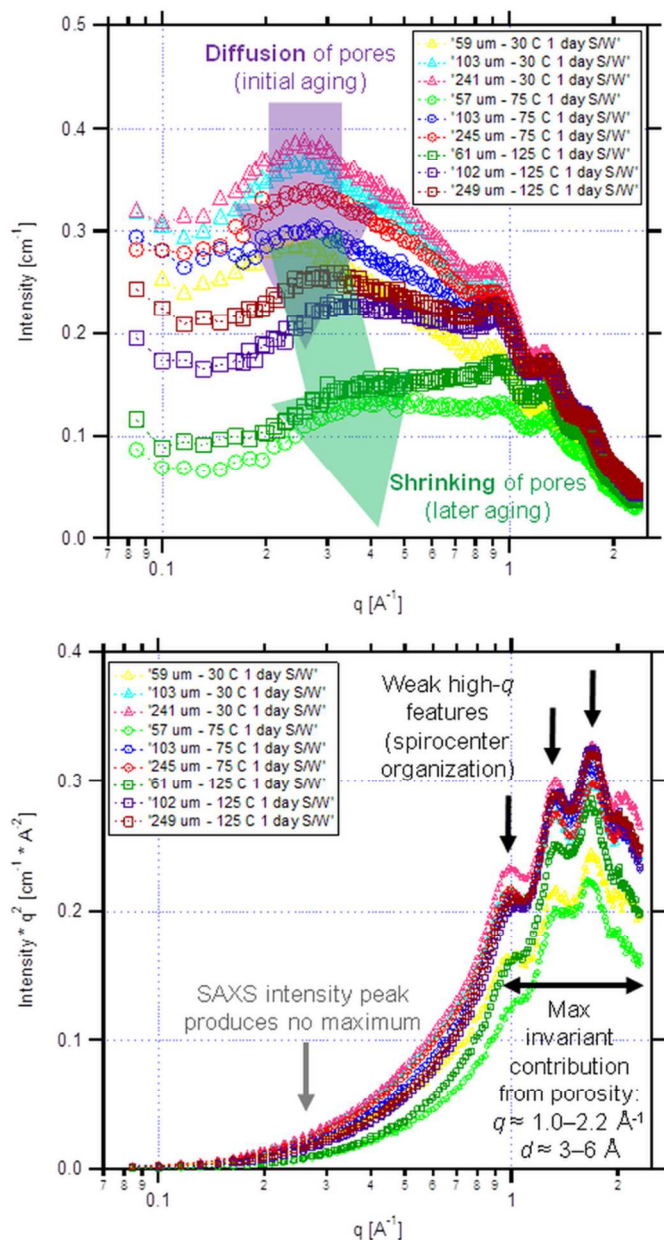 0.5
0.4
0.3
0.2
0.1
0.0
Intensity [cm⁻¹]
Diffusion of pores
(initial aging)
'59 um - 30 C 1 day S/W'
'103 um - 30 C 1 day S/W'
'241 um - 30 C 1 day S/W'
'57 um - 75 C 1 day S/W'
'103 um - 75 C 1 day S/W'
'245 um - 75 C 1 day S/W'
'61 um - 125 C 1 day S/W'
'102 um - 125 C 1 day S/W'
'249 um - 125 C 1 day S/W'
Shrinking of pores
(later aging)
7 8 9 0.1 2 3 4 5 6 7 8 9 1 2
q [A⁻¹]
0.4
0.3
0.2
0.1
0.0
Intensity* q² [cm⁻¹ * A⁻²]
'59 um - 30 C 1 day S/W'
'103 um - 30 C 1 day S/W'
'241 um - 30 C 1 day S/W'
'57 um - 75 C 1 day S/W'
'103 um - 75 C 1 day S/W'
'245 um - 75 C 1 day S/W'
'61 um - 125 C 1 day S/W'
'102 um - 125 C 1 day S/W'
'249 um - 125 C 1 day S/W'
Weak high-q
features
(spirocenter
organization)
SAXS intensity peak
produces no maximum
Max
invariant
contribution
from porosity:
q ≈ 1.0–2.2 Å⁻¹
d ≈ 3–6 Å
7 8 9 0.1 2 3 4 5 6 7 8 9 1 2
q [A⁻¹]